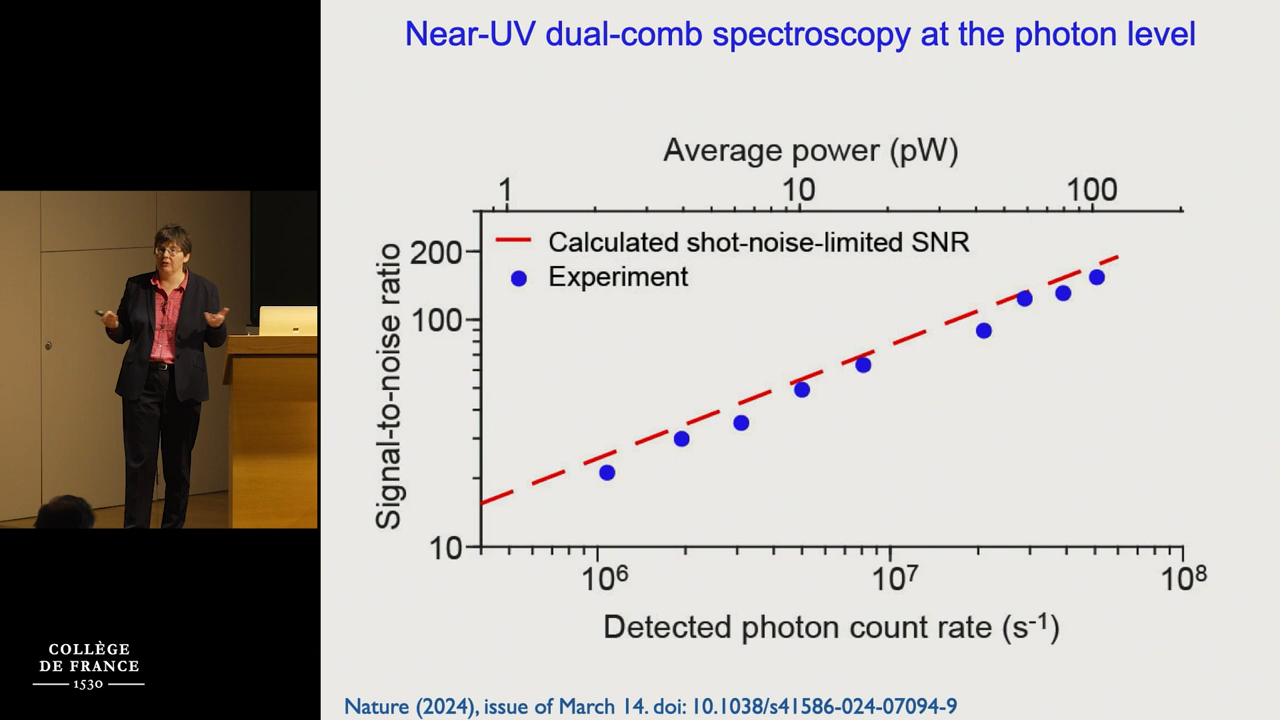 Near-UV dual-comb spectroscopy at the photon level
Average power (pW)
1 10 100
Calculated shot-noise-limited SNR
Experiment
Signal-to-noise ratio
200
100
10
10⁶ 10⁷ 10⁸
Detected photon count rate (s⁻¹)
COLLÈGE
DE FRANCE
1530
Nature (2024), issue of March 14. doi: 10.1038/s41586-024-07094-9